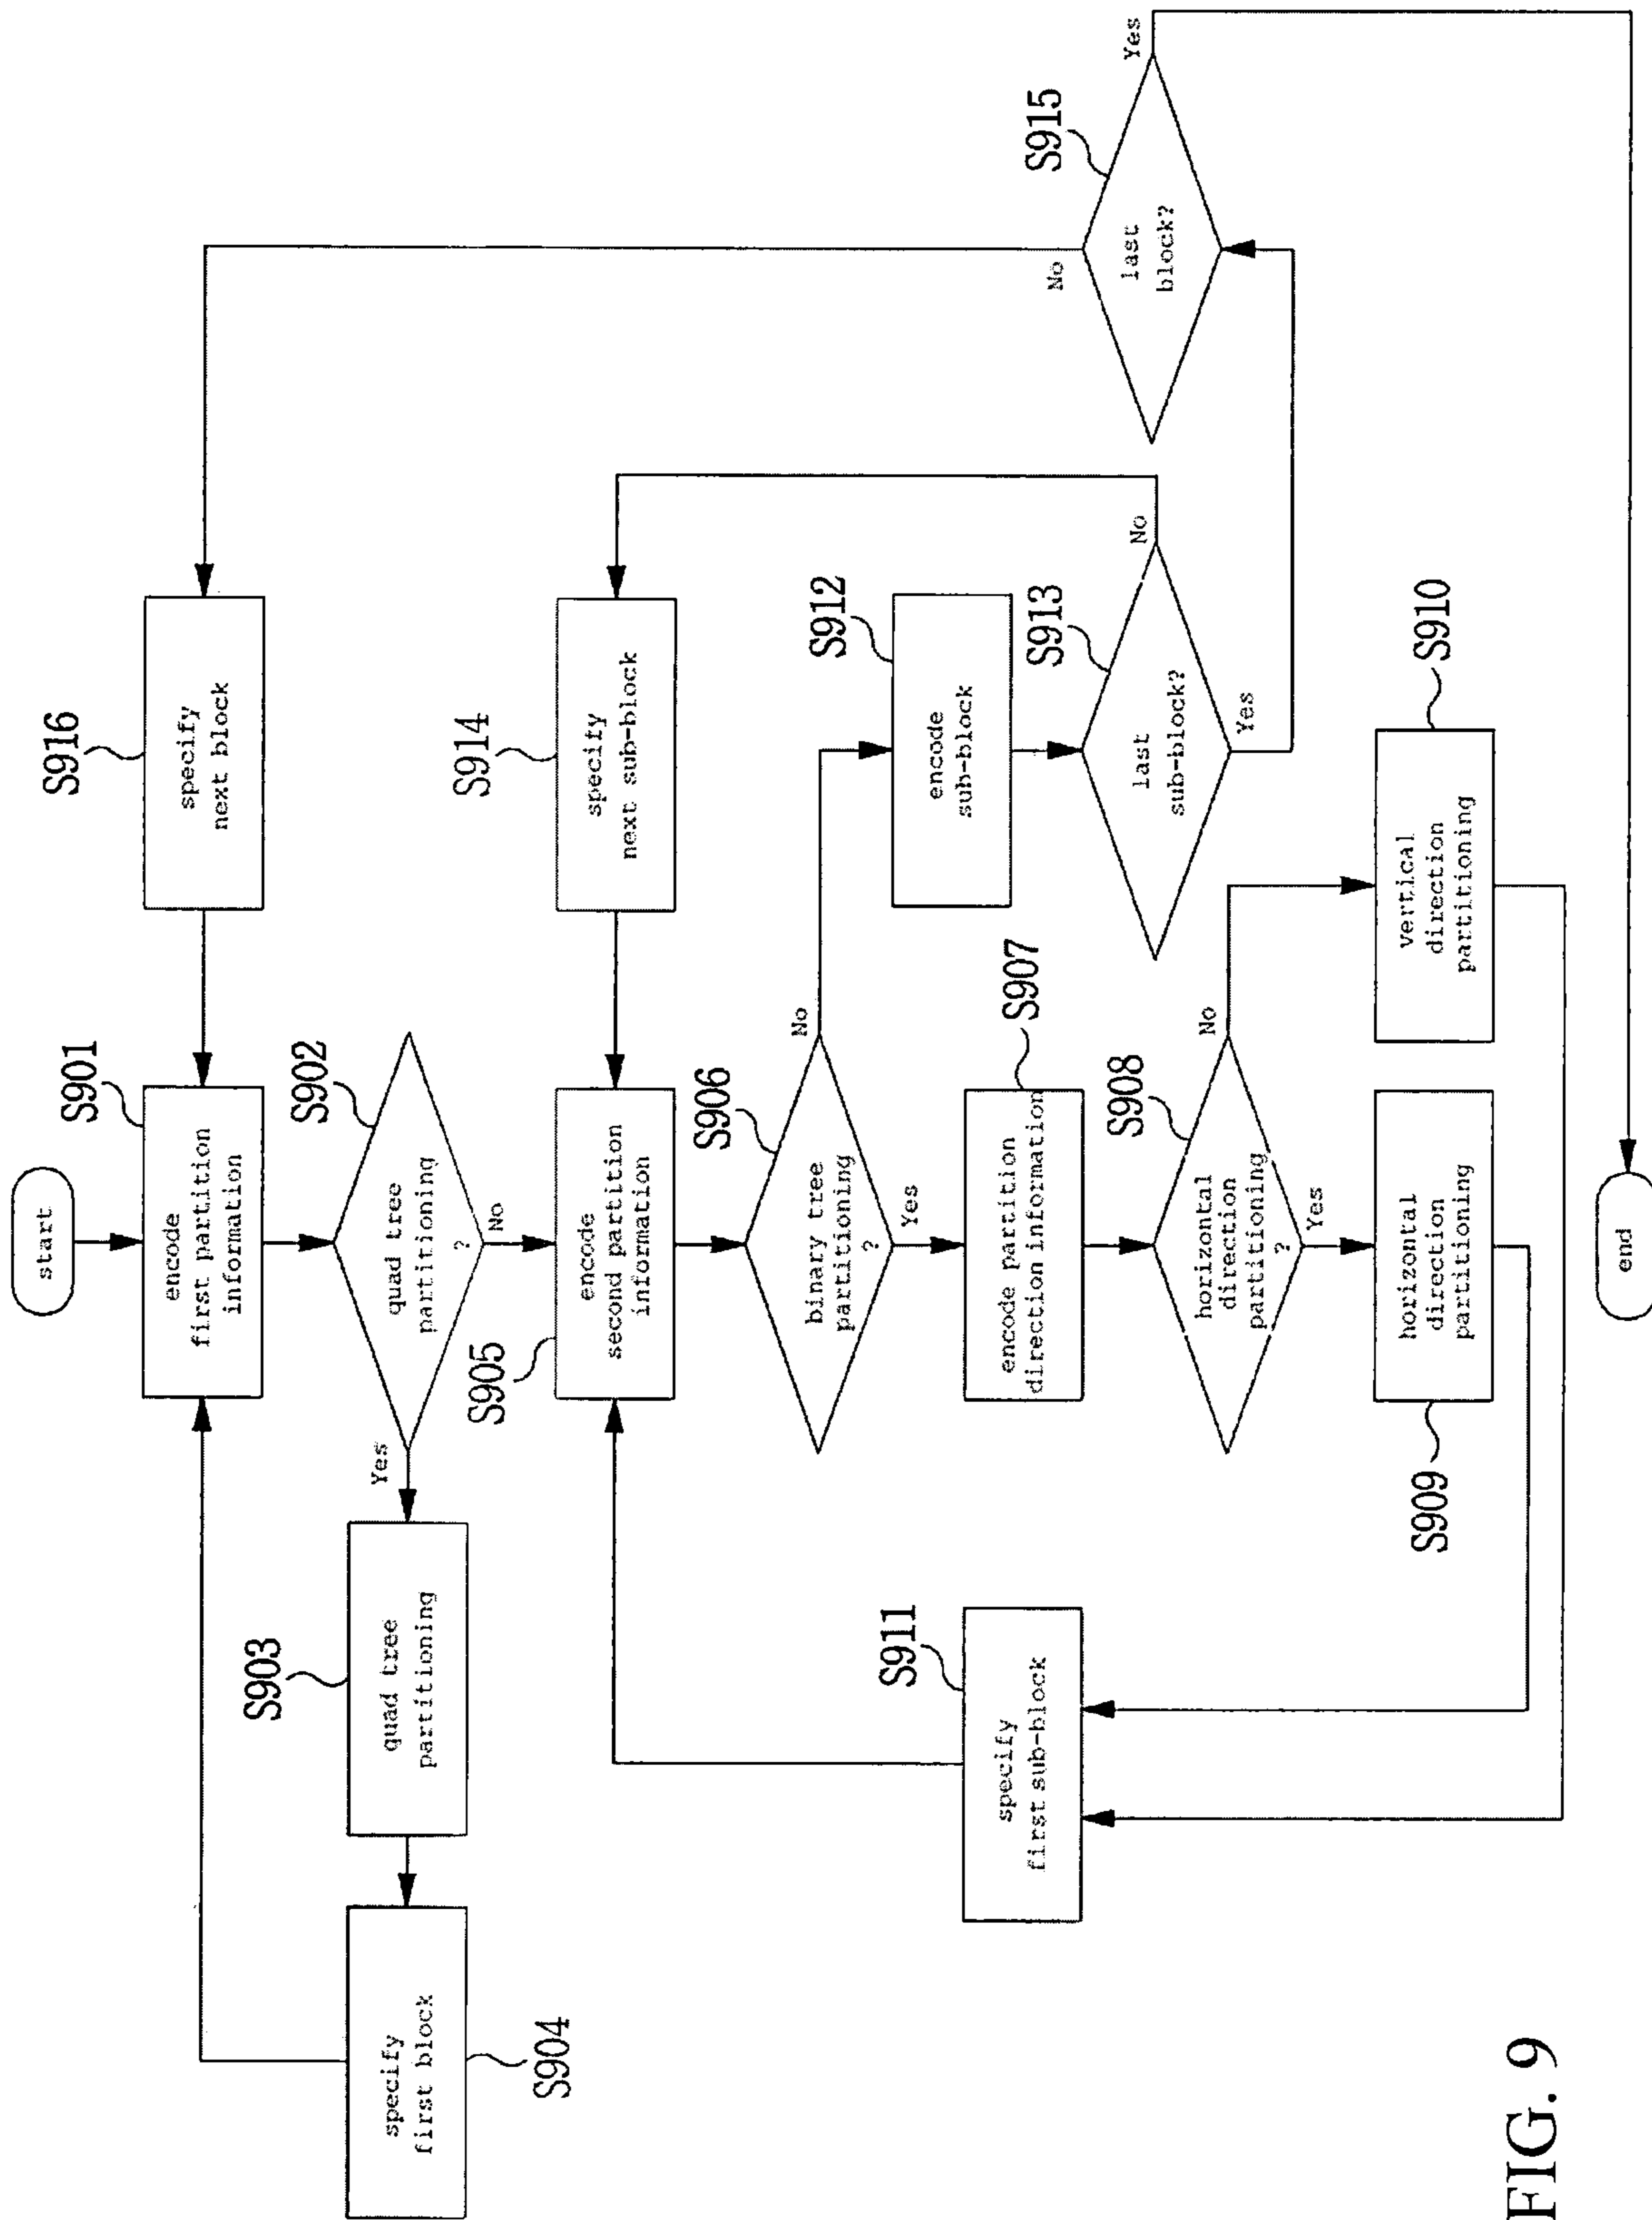 start
S901
encode
first partition
information
S916
specify
next block
S902
quad tree
partitioning
?
Yes
No
S903
quad tree
partitioning
S904
specify
first block
S905
encode
second partition
information
S914
specify
next sub-block
S906
binary tree
partitioning
?
No
Yes
S912
encode
sub-block
S911
specify
first sub-block
S907
encode partition
direction information
S913
last
sub-block?
No
Yes
S915
last
block?
No
Yes
S908
horizontal
direction
partitioning
?
No
Yes
S909
horizontal
direction
partitioning
S910
vertical
direction
partitioning
end
FIG. 9